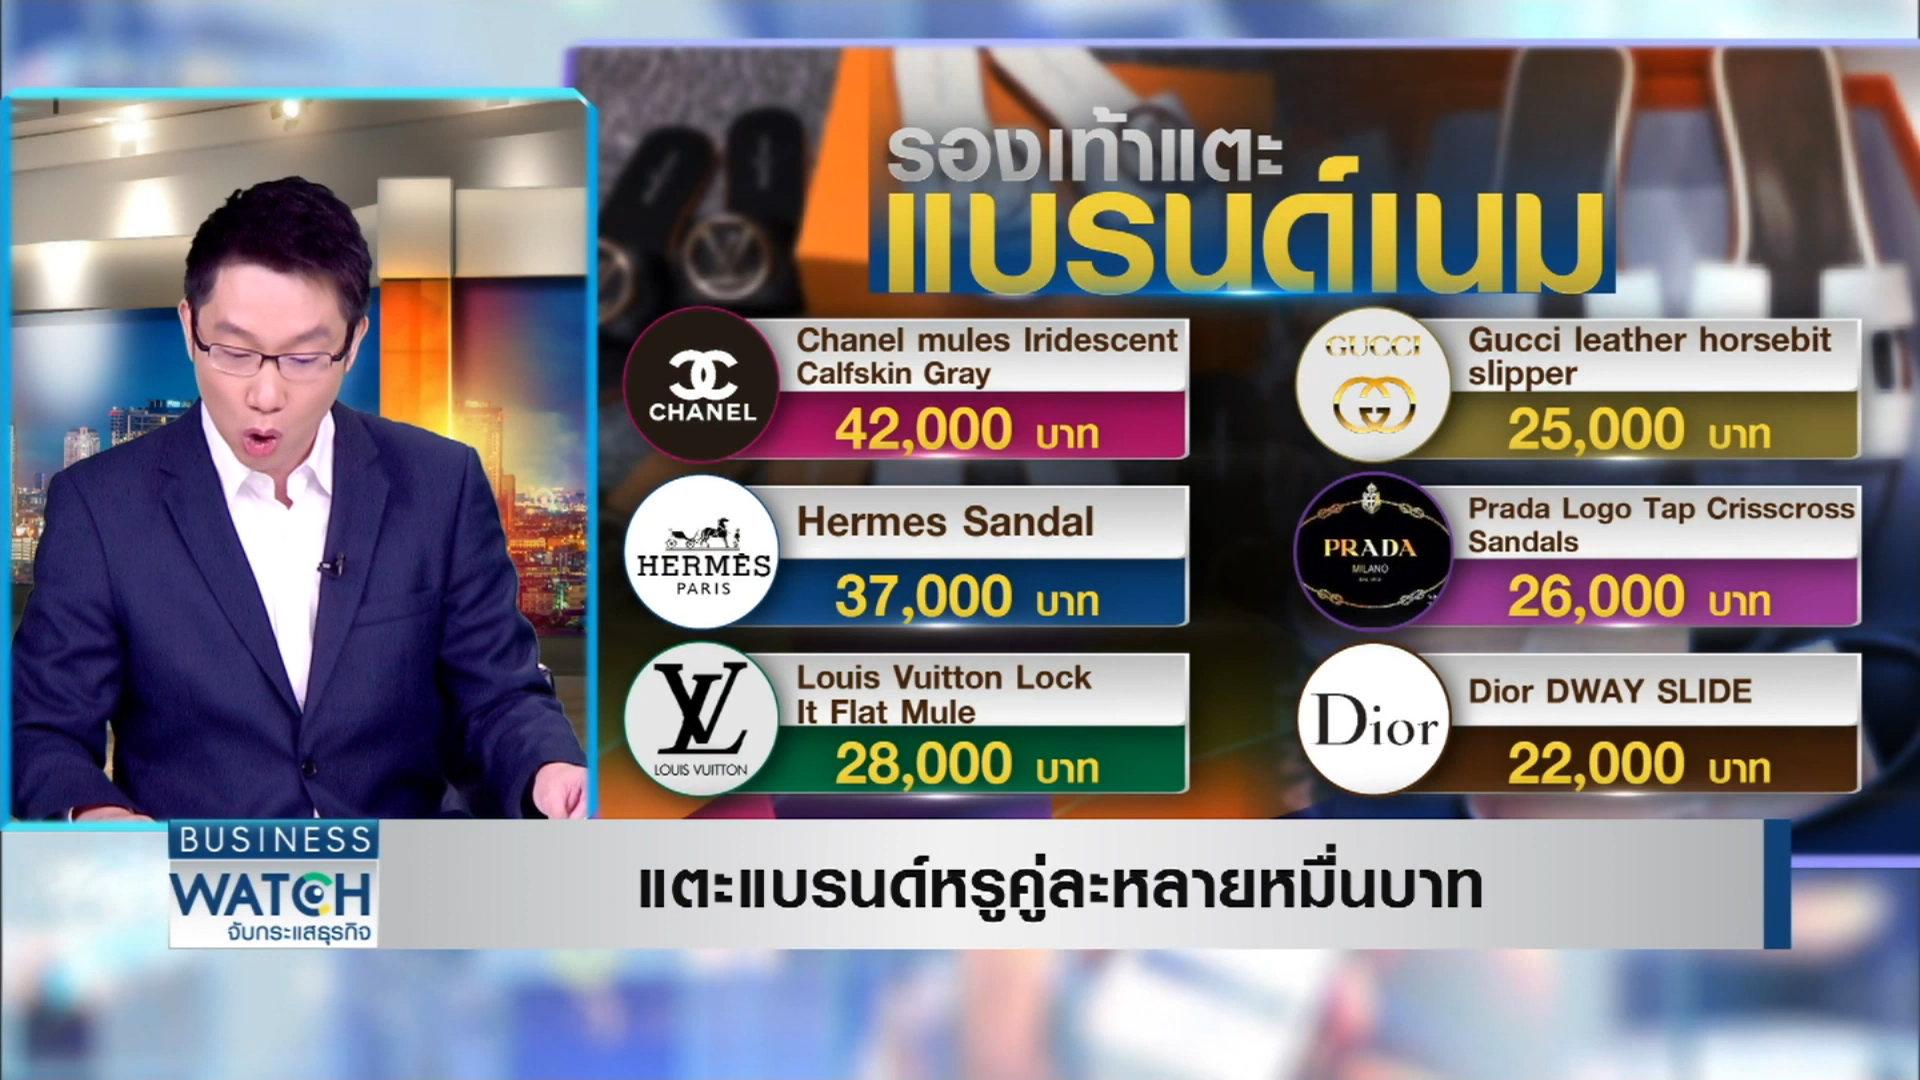 รองเท้าแตะ
แบรนด์เนม
CHANEL
Chanel mules Iridescent
Calfskin Gray
42,000 บาท
GUCCI
Gucci leather horsebit
slipper
25,000 บาท
HERMÈS
PARIS
Hermes Sandal
37,000 บาท
PRADA
MILANO
Prada Logo Tap Crisscross
Sandals
26,000 บาท
LV
LOUIS VUITTON
Louis Vuitton Lock
It Flat Mule
28,000 บาท
Dior
Dior DWAY SLIDE
22,000 บาท
BUSINESS
WATCH
จับกระแสธุรกิจ
แตะแบรนด์หรูคู่ละหลายหมื่นบาท